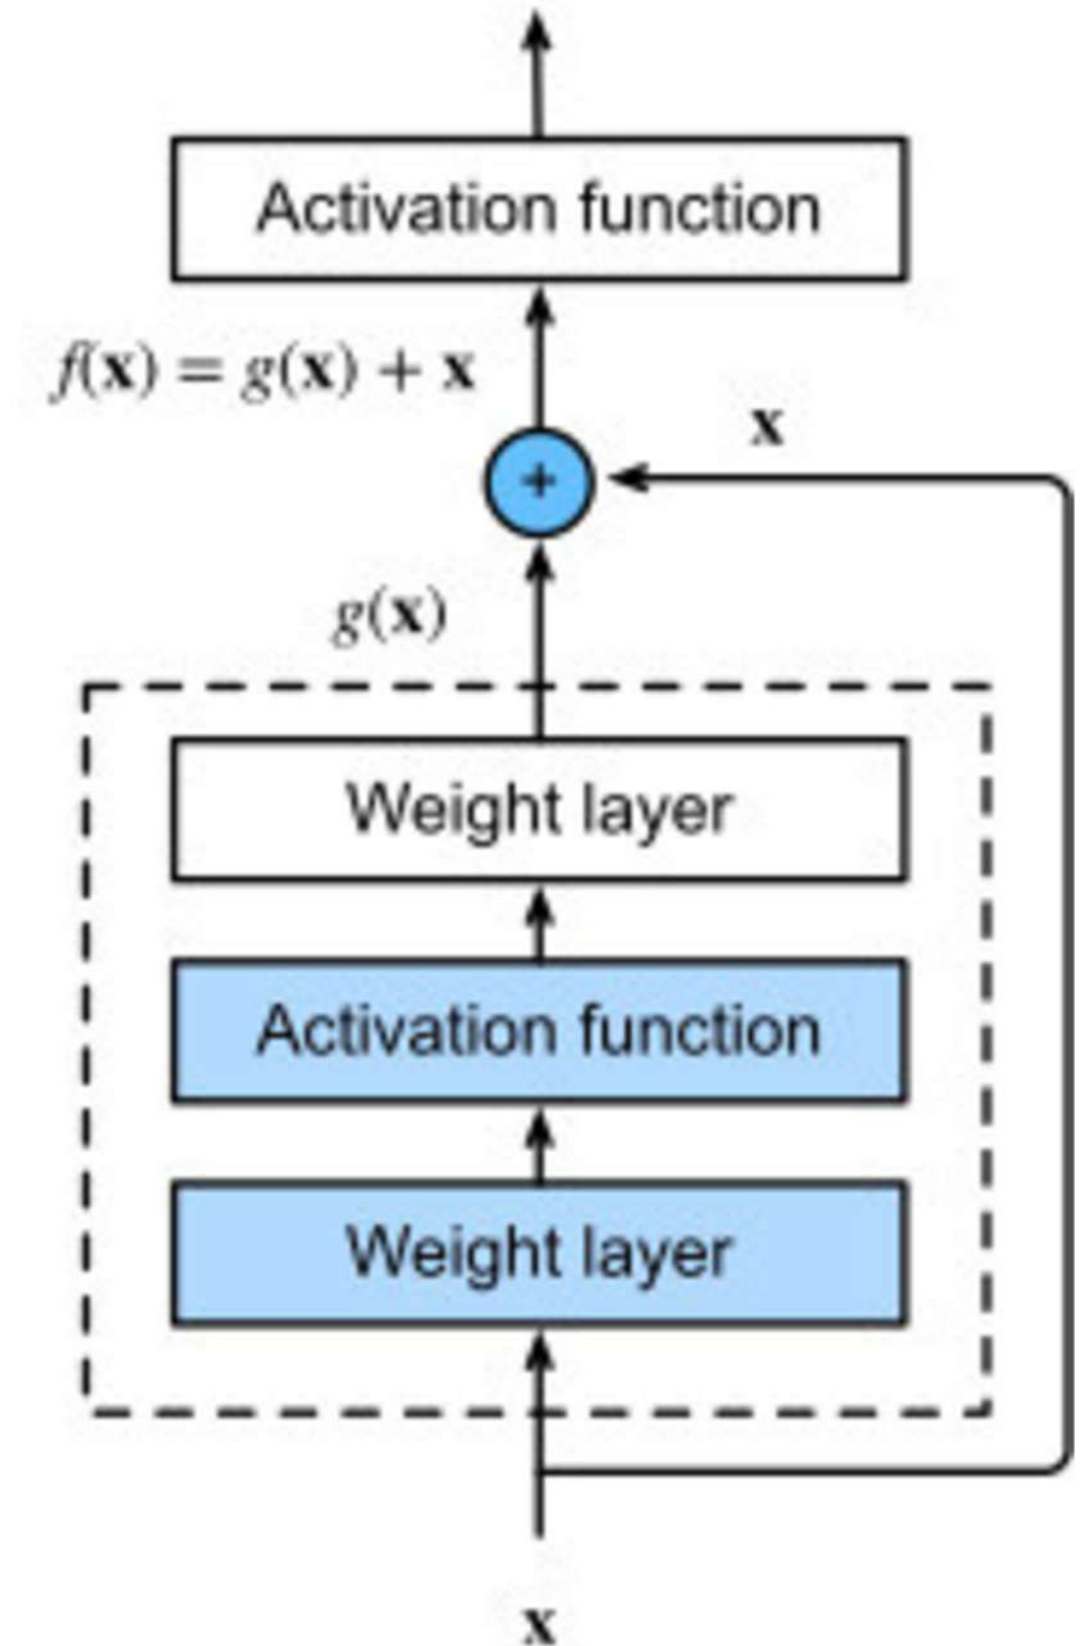 Activation function
f(x) = g(x) + x
x
+
g(x)
Weight layer
Activation function
Weight layer
x